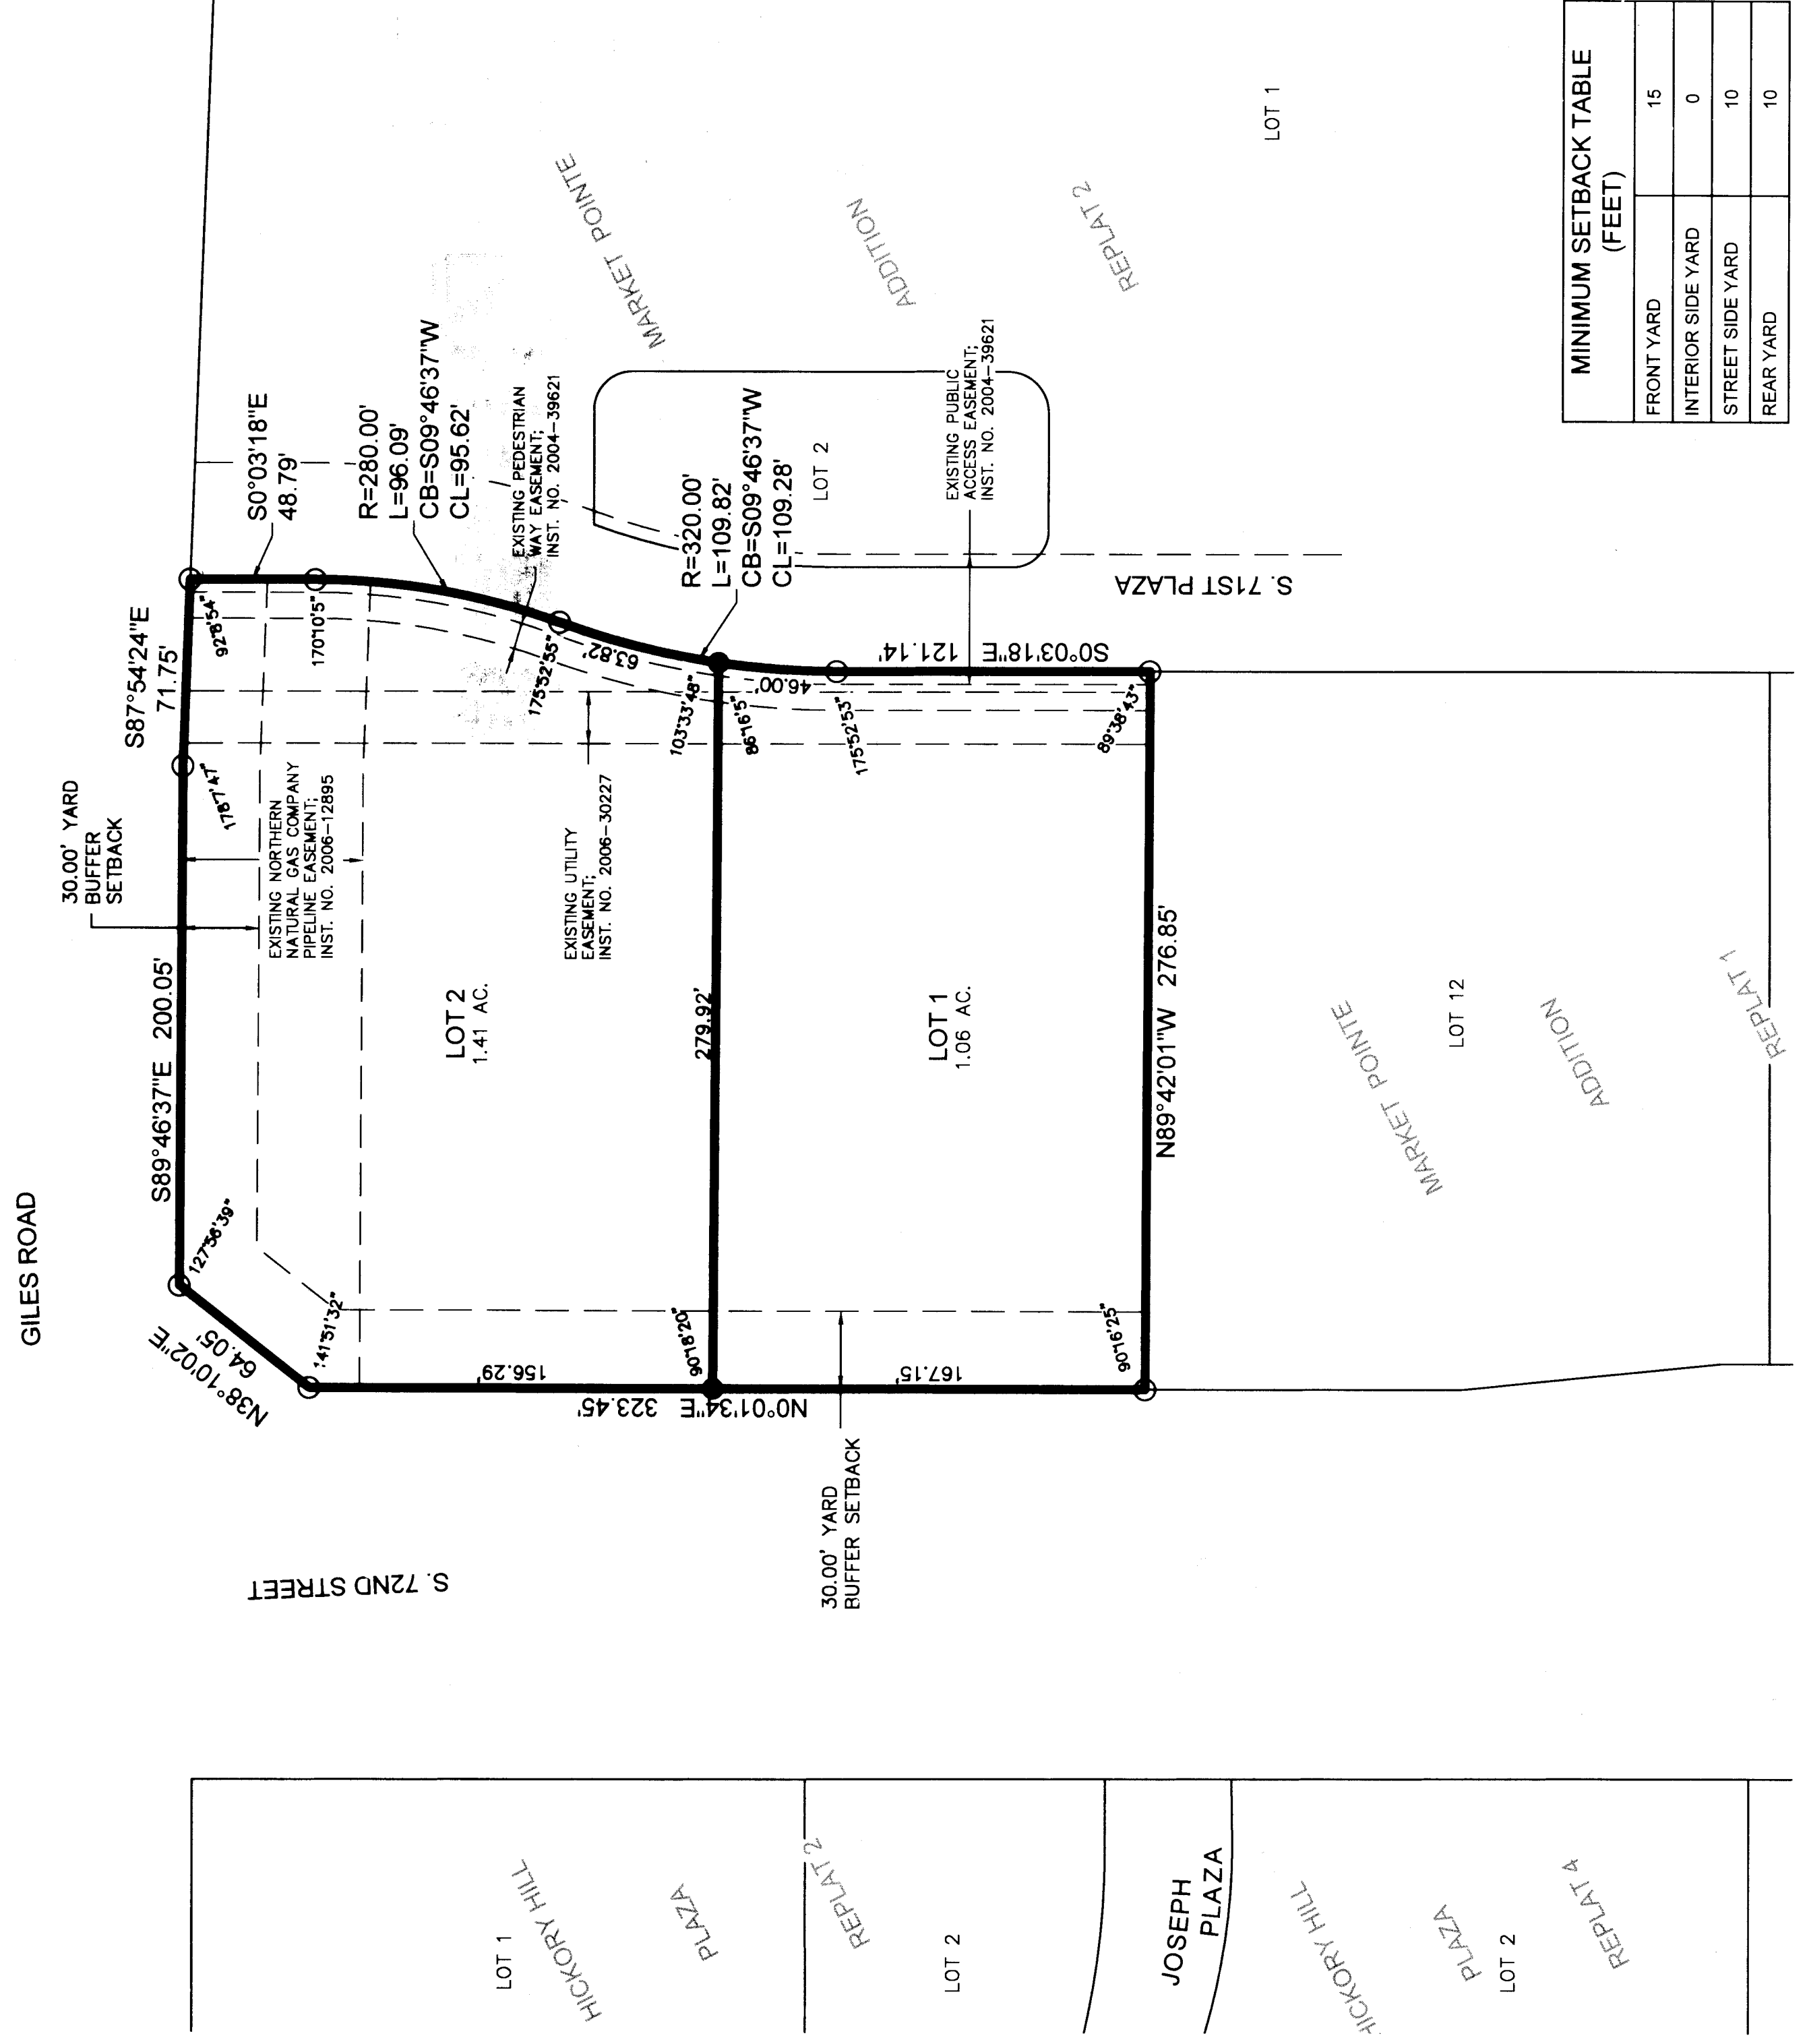 GILES ROAD
S. 72ND STREET
30.00' YARD
BUFFER
SETBACK
S89°46'37"E 200.05'
S87°54'24"E
71.75'
N38°10'02"E
64.05'
127°56'39"
141°51'32"
178°7'47"
92°8'54"
170°10'5"
S0°03'18"E
48.79'
R=280.00'
L=96.09'
CB=S09°46'37"W
CL=95.62'
EXISTING PEDESTRIAN
WAY EASEMENT;
INST. NO. 2004-39621
EXISTING NORTHERN
NATURAL GAS COMPANY
PIPELINE EASEMENT;
INST. NO. 2006-12895
LOT 2
1.41 AC.
EXISTING UTILITY
EASEMENT;
INST. NO. 2006-30227
175°52'55"
63.82'
R=320.00'
L=109.82'
CB=S09°46'37"W
CL=109.28'
LOT 2
156.29'
90°18'20"
279.92'
103°33'48"
86°16'5"
46.00'
175°52'53"
N0°01'34"E 323.45'
167.15'
90°16'25"
30.00' YARD
BUFFER SETBACK
LOT 1
1.06 AC.
S0°03'18"E 121.14'
89°38'43"
EXISTING PUBLIC
ACCESS EASEMENT;
INST. NO. 2004-39621
S. 71ST PLAZA
N89°42'01"W 276.85'
MARKET POINTE
ADDITION
REPLAT 2
LOT 1
MARKET POINTE
LOT 12
ADDITION
REPLAT 1
LOT 1
HICKORY HILL
PLAZA
REPLAT 2
LOT 2
JOSEPH
PLAZA
HICKORY HILL
PLAZA
LOT 2
REPLAT 4
MINIMUM SETBACK TABLE
(FEET)
FRONT YARD 15
INTERIOR SIDE YARD 0
STREET SIDE YARD 10
REAR YARD 10